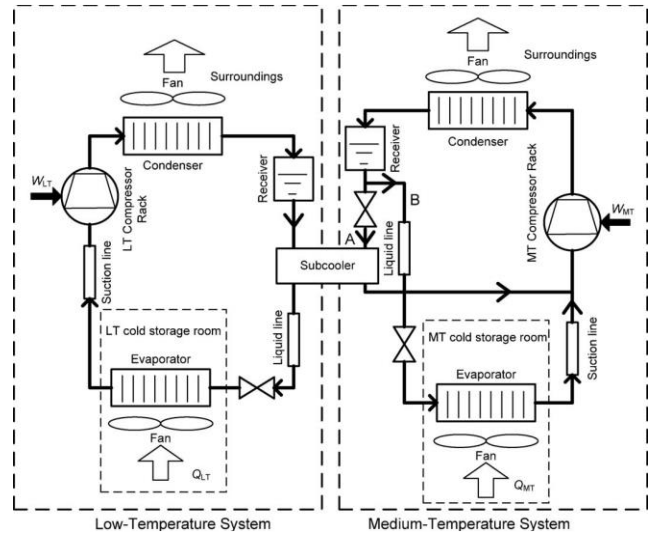 Fan
Surroundings
Condenser
Receiver
W_LT
LT Compressor
Rack
Suction line
Subcooler
Liquid line
LT cold storage room
Evaporator
Fan
Q_LT
Low-Temperature System
Fan
Surroundings
Condenser
Receiver
B
A
Liquid line
MT Compressor Rack
W_MT
Suction line
MT cold storage room
Evaporator
Fan
Q_MT
Medium-Temperature System